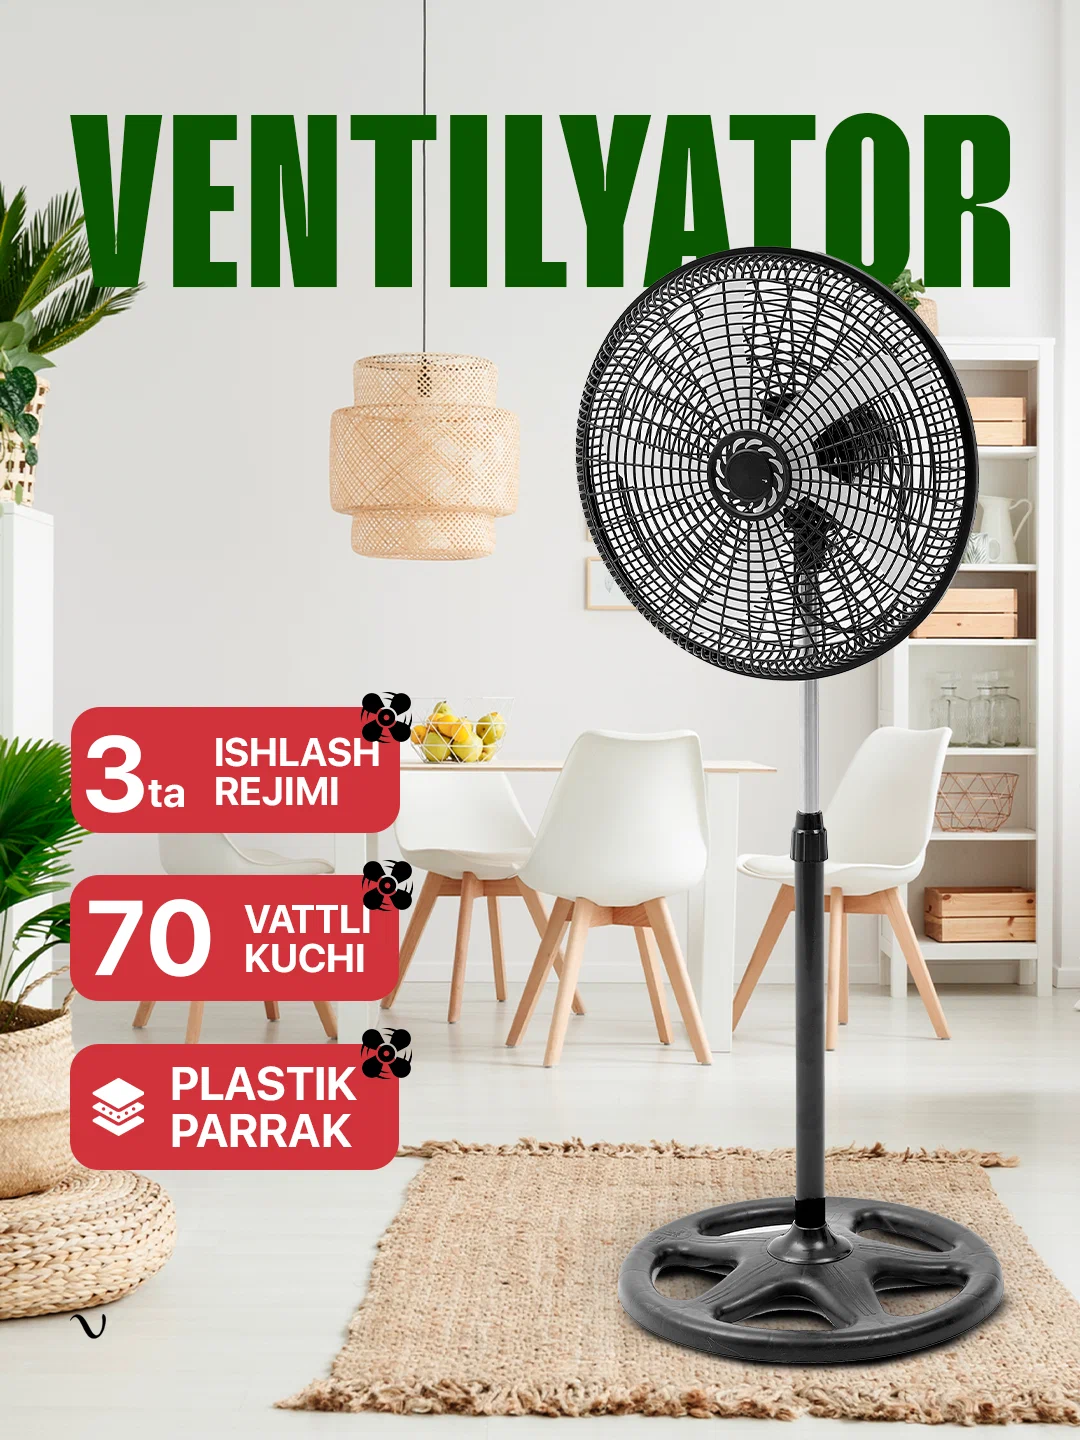 VENTILYATOR
3ta
ISHLASH
REJIMI
70
VATTLI
KUCHI
PLASTIK
PARRAK